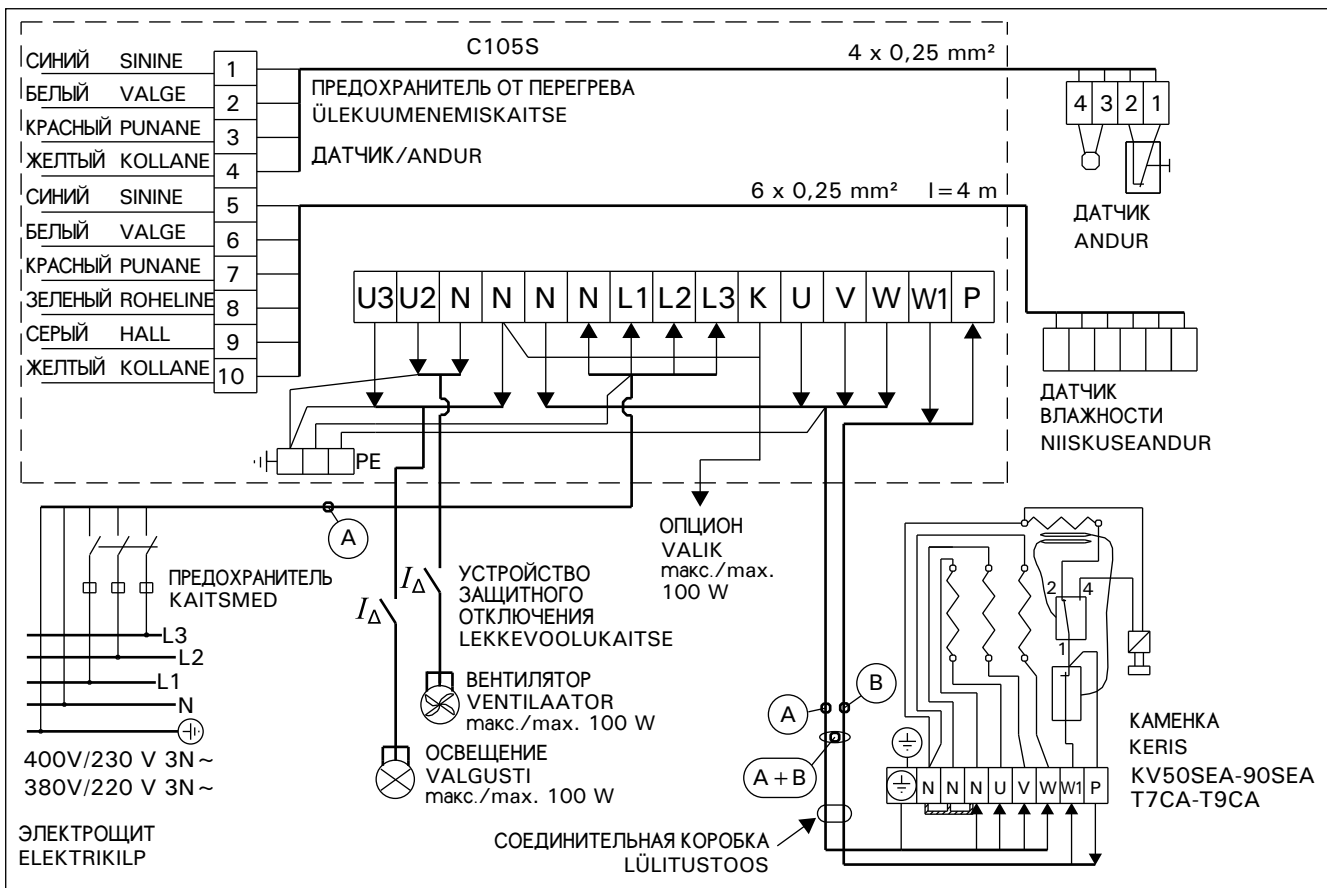 C105S
4 x 0,25 mm²
СИНИЙ SININE 1
БЕЛЫЙ VALGE 2
КРАСНЫЙ PUNANE 3
ЖЕЛТЫЙ KOLLANE 4
СИНИЙ SININE 5
БЕЛЫЙ VALGE 6
КРАСНЫЙ PUNANE 7
ЗЕЛЕНЫЙ ROHELINE 8
СЕРЫЙ HALL 9
ЖЕЛТЫЙ KOLLANE 10
ПРЕДОХРАНИТЕЛЬ ОТ ПЕРЕГРЕВА
ÜLEKUUMENEMISKAITSE
ДАТЧИК/ANDUR
4 3 2 1
ДАТЧИК
ANDUR
6 x 0,25 mm² l=4 m
U3 U2 N N N N L1 L2 L3 K U V W W1 P
ДАТЧИК
ВЛАЖНОСТИ
NIISKUSEANDUR
PE
A
ОПЦИОН
VALIK
макс./max.
100 W
ПРЕДОХРАНИТЕЛЬ
KAITSMED
I∆
I∆
УСТРОЙСТВО
ЗАЩИТНОГО
ОТКЛЮЧЕНИЯ
LEKKEVOOLUKAITSE
L3
L2
L1
N
ВЕНТИЛЯТОР
VENTILAATOR
макс./max. 100 W
ОСВЕЩЕНИЕ
VALGUSTI
макс./max. 100 W
400V/230 V 3N~
380V/220 V 3N~
ЭЛЕКТРОЩИТ
ELEKTRIKILP
A
B
A+B
СОЕДИНИТЕЛЬНАЯ КОРОБКА
LÜLITUSTOOS
2 4
1
N N N U V W W1 P
КАМЕНКА
KERIS
KV50SEA-90SEA
T7CA-T9CA